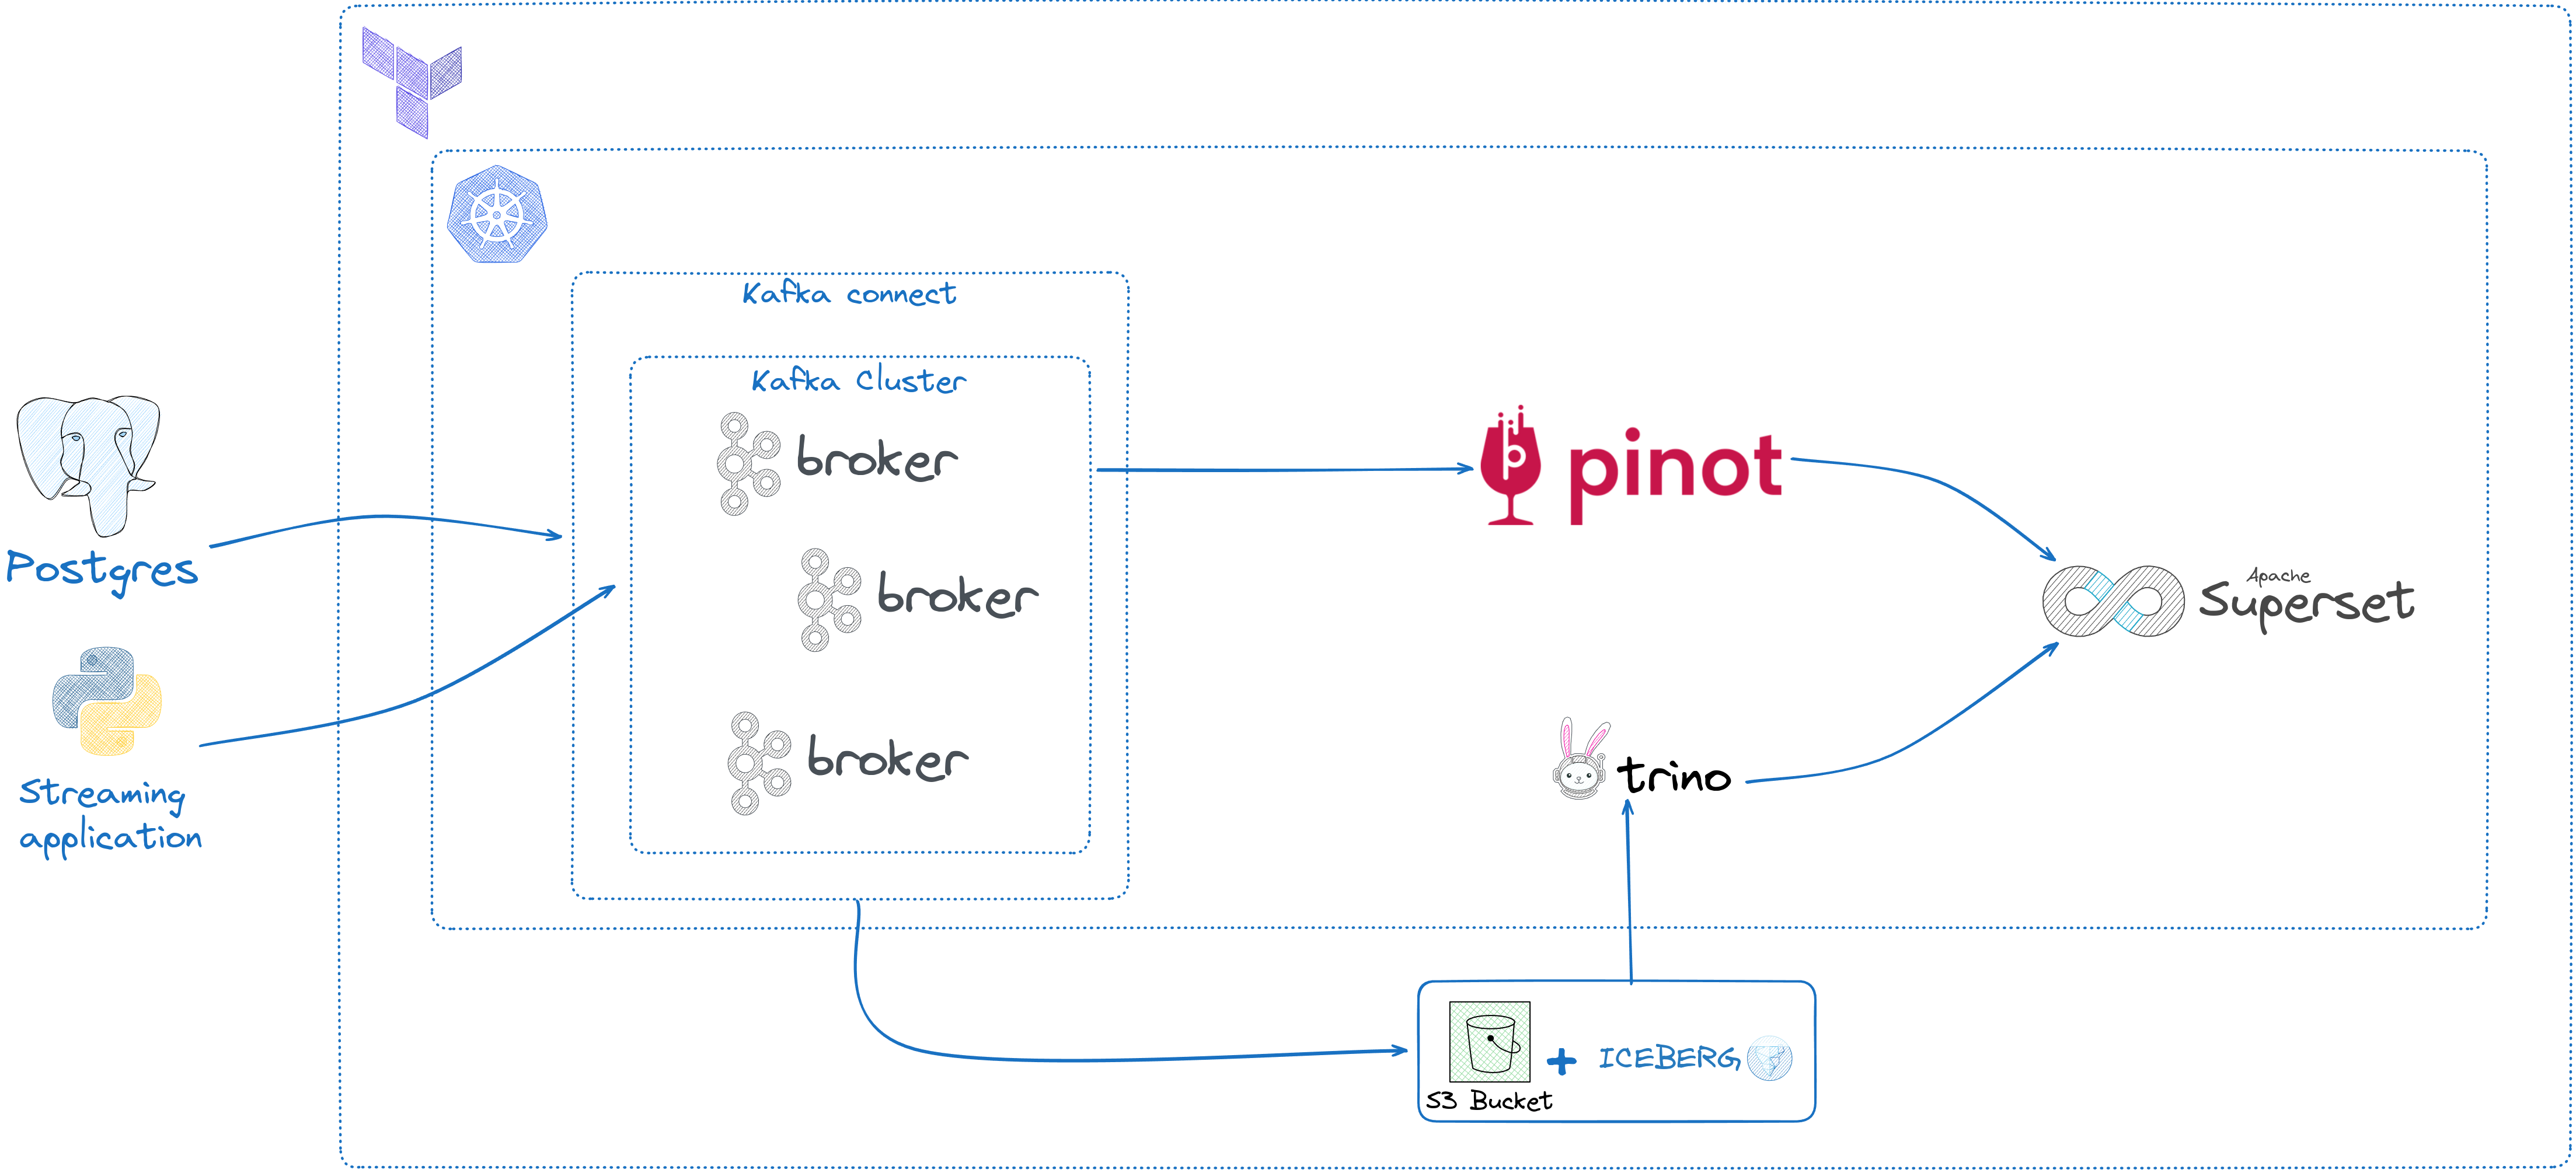 Kafka connect
Kafka Cluster
broker
broker
broker
Postgres
Streaming
application
pinot
Apache
Superset
trino
S3 Bucket
+
ICEBERG